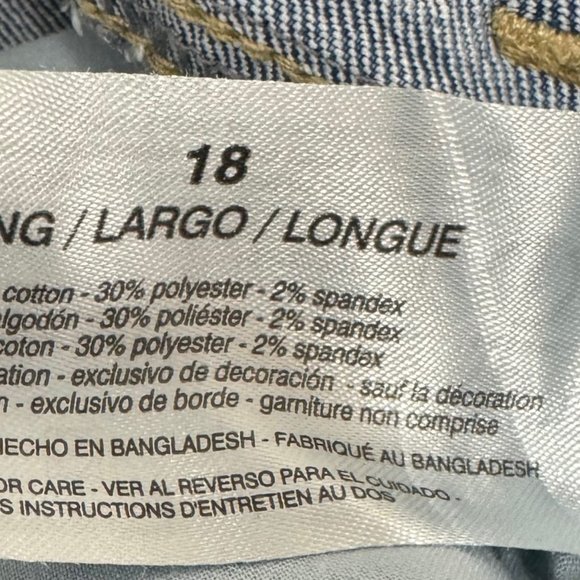 18
NG / LARGO / LONGUE
cotton - 30% polyester - 2% spandex
algodón - 30% poliéster - 2% spandex
coton - 30% polyester - 2% spandex
ation - exclusivo de decoración - sauf la décoration
n - exclusivo de borde - garniture non comprise
HECHO EN BANGLADESH - FABRIQUÉ AU BANGLADESH
OR CARE - VER AL REVERSO PARA EL CUIDADO -
S INSTRUCTIONS D'ENTRETIEN AU DOS